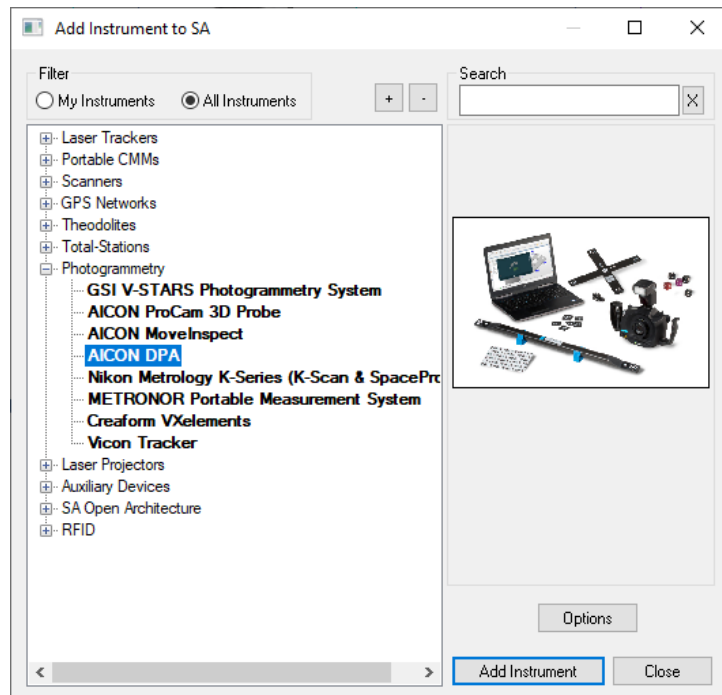 Add Instrument to SA
Filter
My Instruments
All Instruments
+
-
Search
X
Laser Trackers
Portable CMMs
Scanners
GPS Networks
Theodolites
Total-Stations
Photogrammetry
GSI V-STARS Photogrammetry System
AICON ProCam 3D Probe
AICON MoveInspect
AICON DPA
Nikon Metrology K-Series (K-Scan & SpacePro
METRONOR Portable Measurement System
Creaform VXelements
Vicon Tracker
Laser Projectors
Auxiliary Devices
SA Open Architecture
RFID
Options
Add Instrument
Close